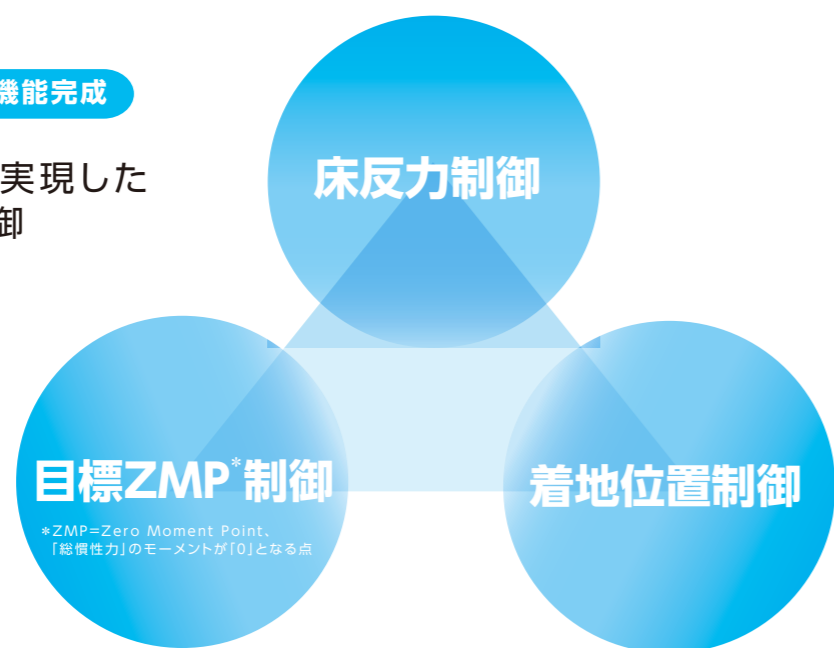 機能完成
実現した
御
床反力制御
目標ZMP*制御
*ZMP=Zero Moment Point、
「総慣性力」のモーメントが「0」となる点
着地位置制御